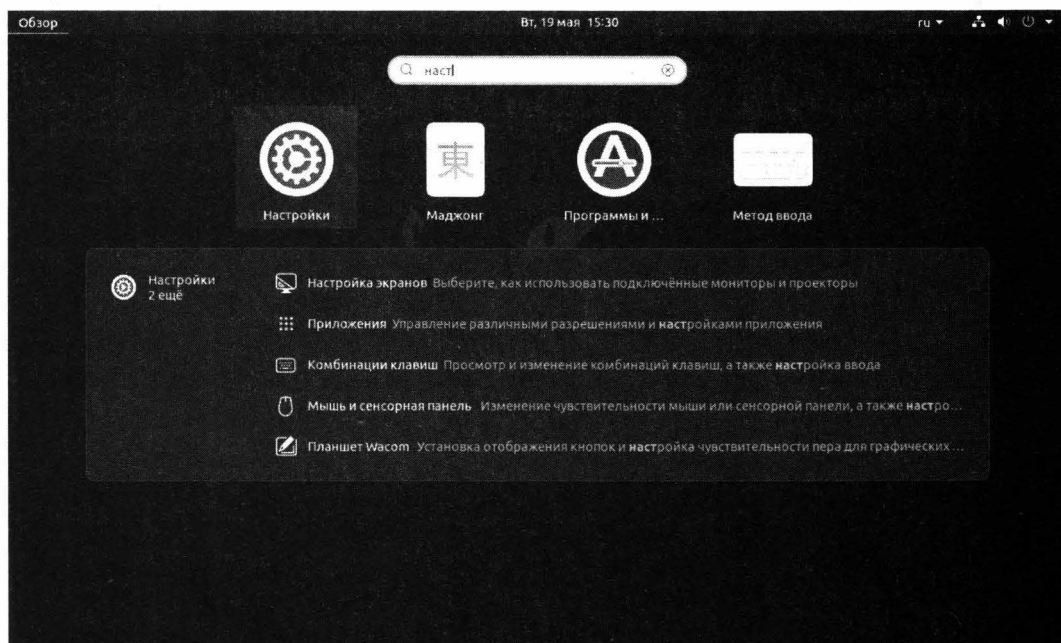 Обзор
Вт, 19 мая 15:30
ru
наст
Настройки
Маджонг
Программы и ...
Метод ввода
Настройки
2 ещё
Настройка экранов Выберите, как использовать подключённые мониторы и проекторы
Приложения Управление различными разрешениями и настройками приложения
Комбинации клавиш Просмотр и изменение комбинаций клавиш, а также настройка ввода
Мышь и сенсорная панель Изменение чувствительности мыши или сенсорной панели, а также настро...
Планшет Wacom Установка отображения кнопок и настройка чувствительности пера для графических ...
東